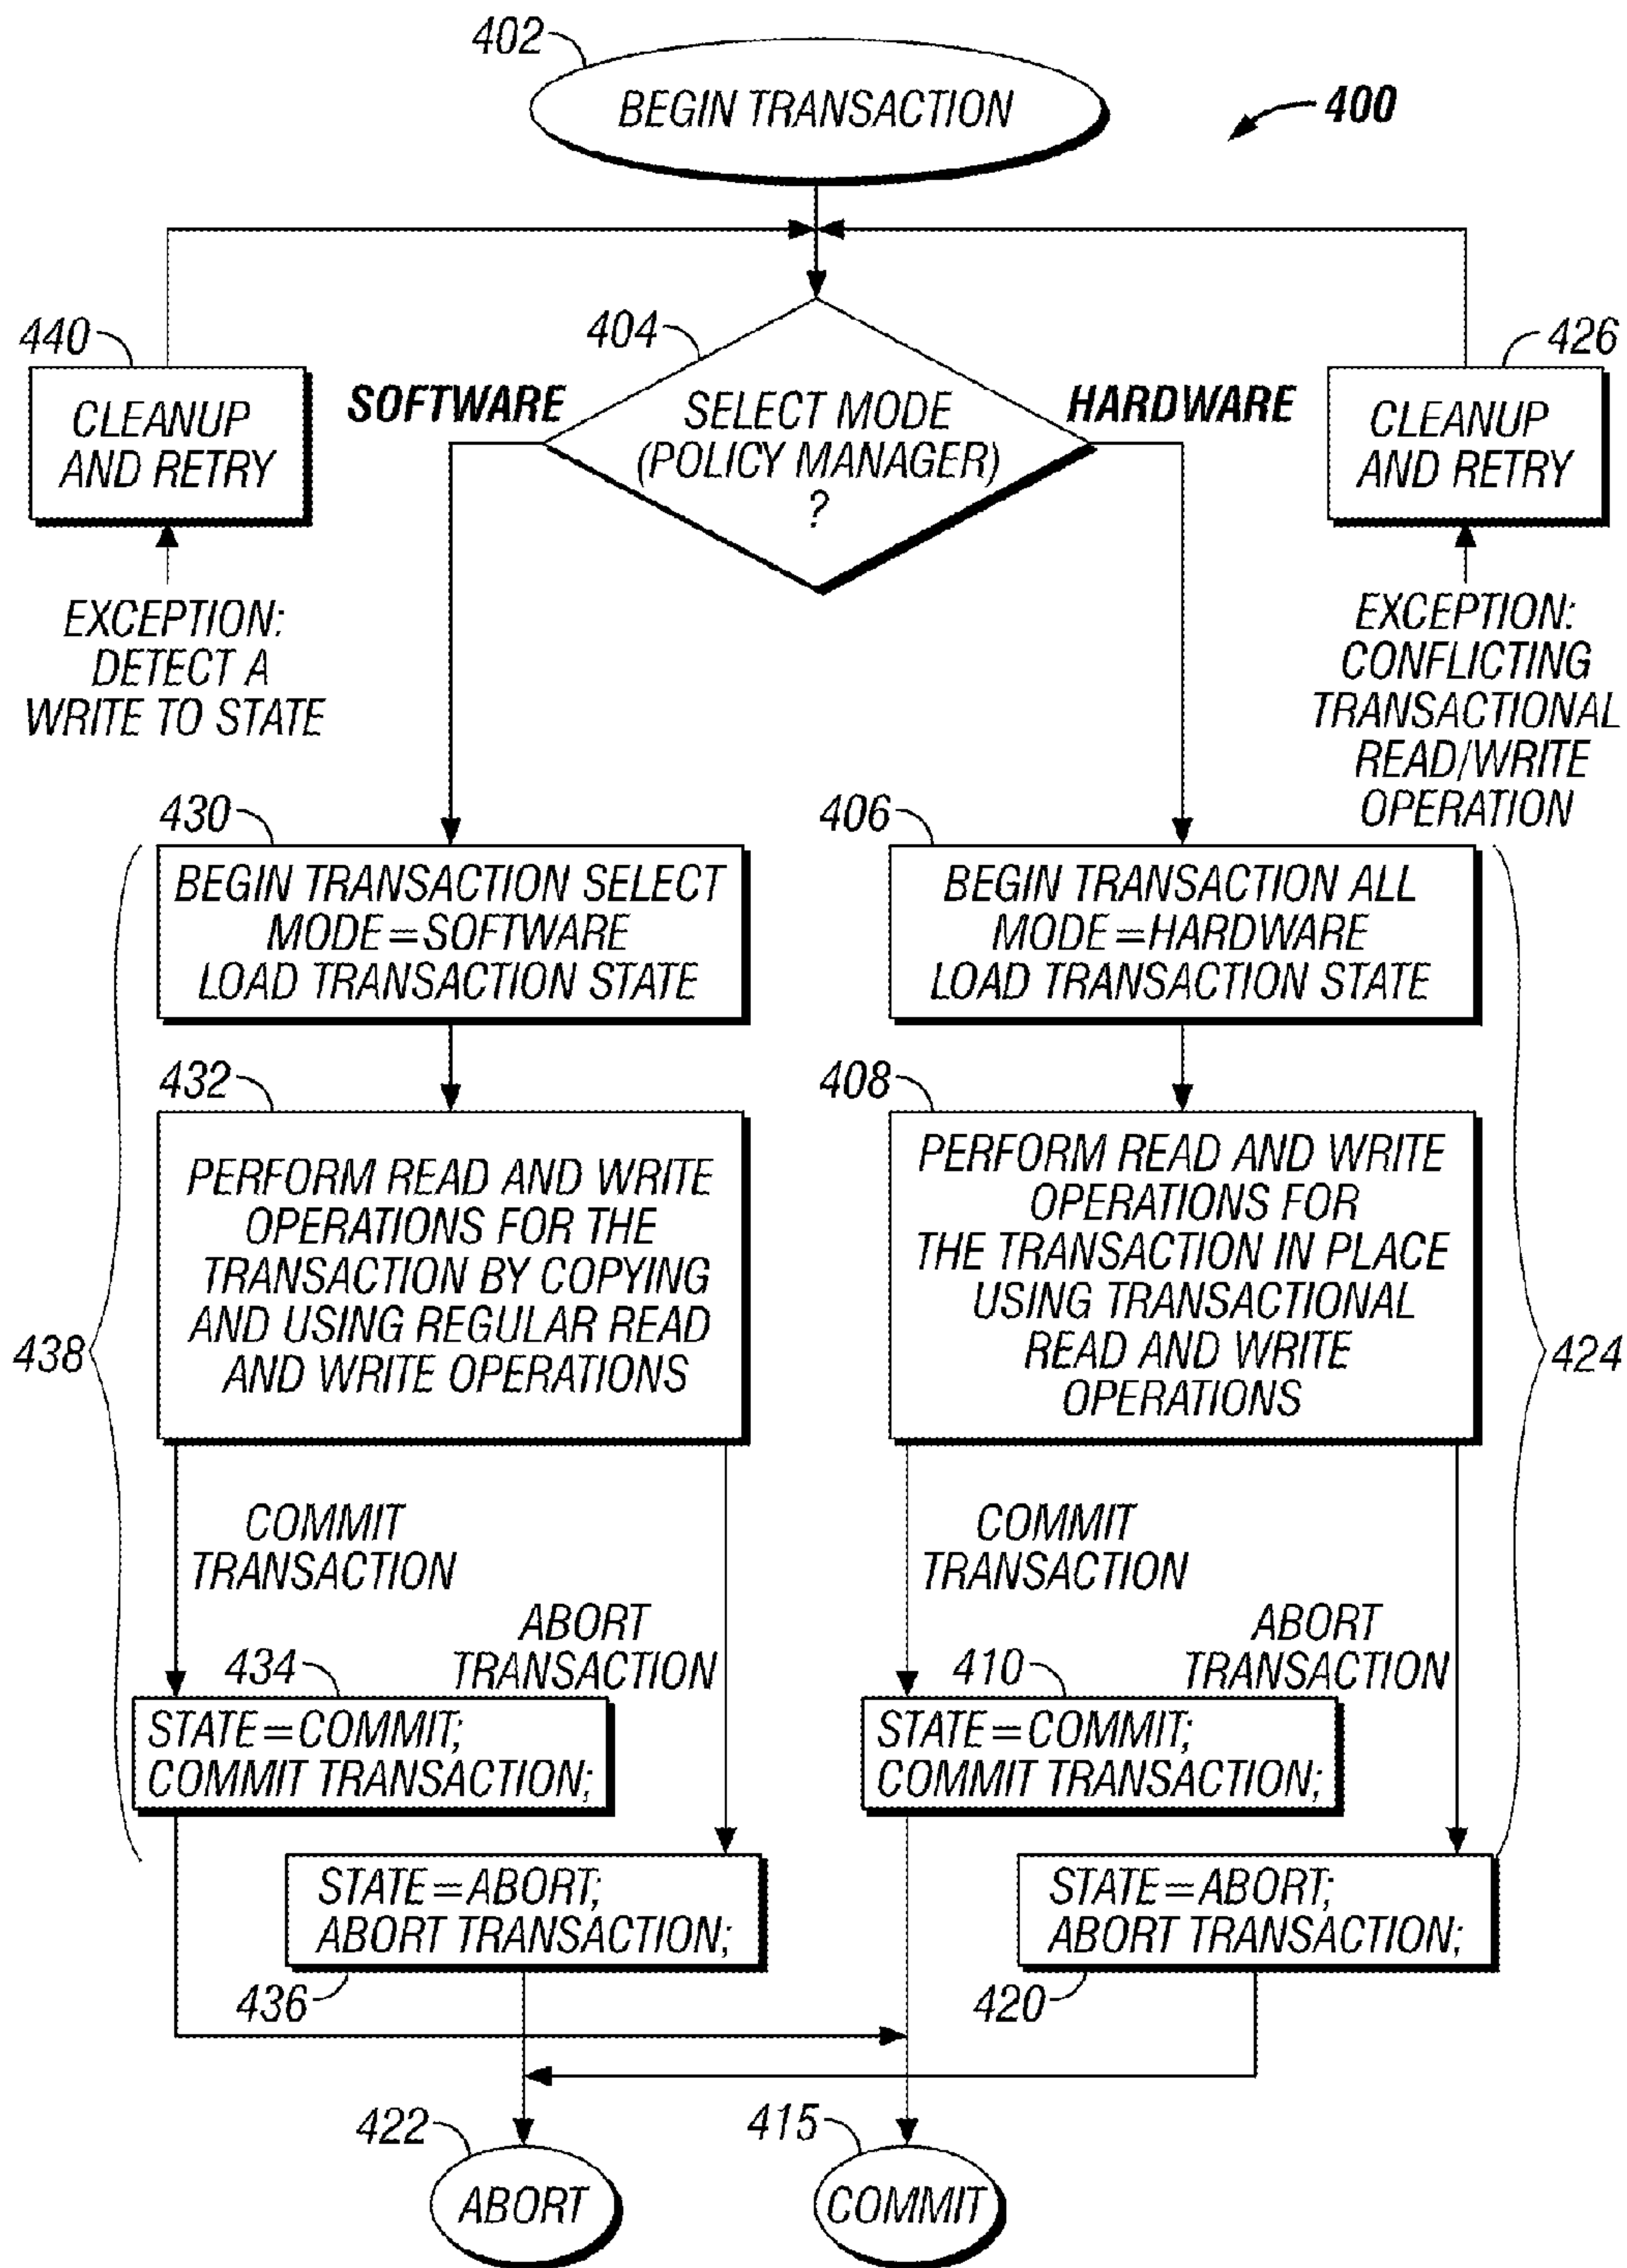 402
BEGIN TRANSACTION
400
440
CLEANUP
AND RETRY
404
SOFTWARE
SELECT MODE
(POLICY MANAGER)
?
HARDWARE
426
CLEANUP
AND RETRY
EXCEPTION:
DETECT A
WRITE TO STATE
EXCEPTION:
CONFLICTING
TRANSACTIONAL
READ/WRITE
OPERATION
430
BEGIN TRANSACTION SELECT
MODE=SOFTWARE
LOAD TRANSACTION STATE
406
BEGIN TRANSACTION ALL
MODE=HARDWARE
LOAD TRANSACTION STATE
432
PERFORM READ AND WRITE
OPERATIONS FOR THE
TRANSACTION BY COPYING
AND USING REGULAR READ
AND WRITE OPERATIONS
408
PERFORM READ AND WRITE
OPERATIONS FOR
THE TRANSACTION IN PLACE
USING TRANSACTIONAL
READ AND WRITE
OPERATIONS
438
424
COMMIT
TRANSACTION
ABORT
TRANSACTION
COMMIT
TRANSACTION
ABORT
TRANSACTION
434
STATE=COMMIT;
COMMIT TRANSACTION;
410
STATE=COMMIT;
COMMIT TRANSACTION;
STATE=ABORT;
ABORT TRANSACTION;
436
STATE=ABORT;
ABORT TRANSACTION;
420
422
ABORT
415
COMMIT